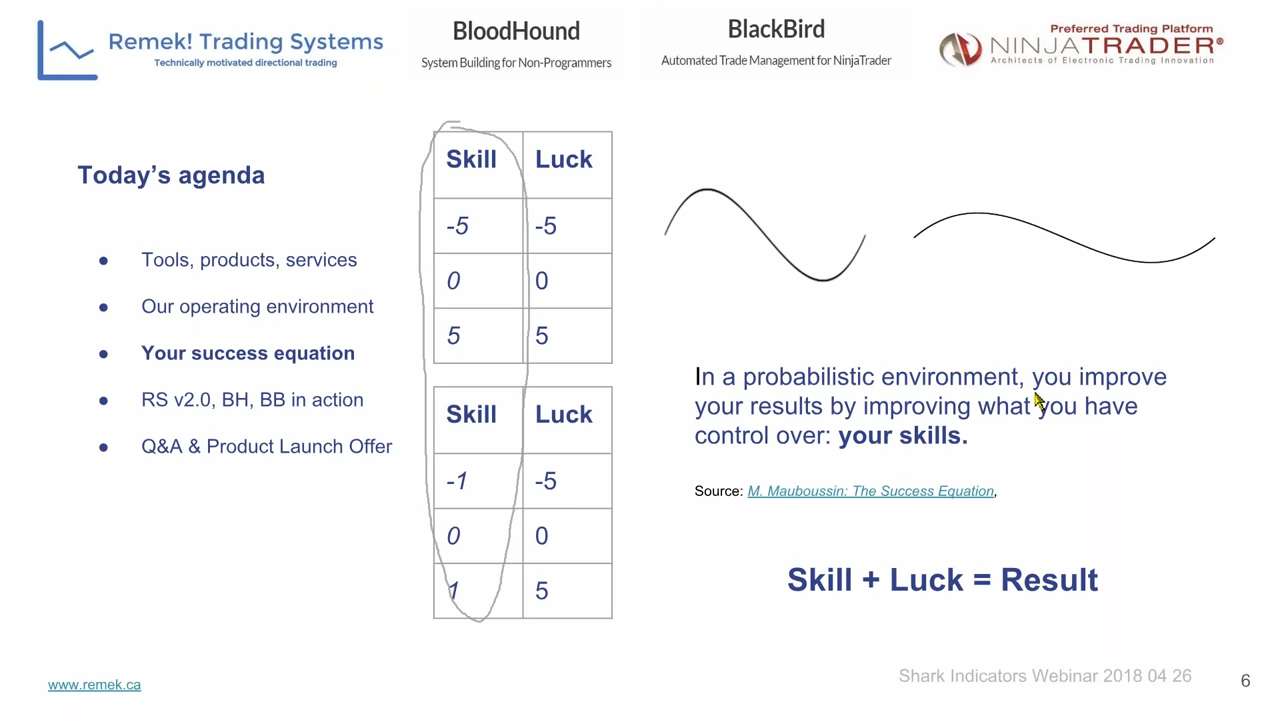 Remek! Trading Systems
Technically motivated directional trading
BloodHound
System Building for Non-Programmers
BlackBird
Automated Trade Management for NinjaTrader
Preferred Trading Platform
NINJATRADER®
Architects of Electronic Trading Innovation
Today's agenda
● Tools, products, services
● Our operating environment
● Your success equation
● RS v2.0, BH, BB in action
● Q&A & Product Launch Offer
Skill Luck
-5 -5
0 0
5 5
Skill Luck
-1 -5
0 0
1 5
In a probabilistic environment, you improve
your results by improving what you have
control over: your skills.
Source: M. Mauboussin: The Success Equation,
Skill + Luck = Result
www.remek.ca
Shark Indicators Webinar 2018 04 26
6